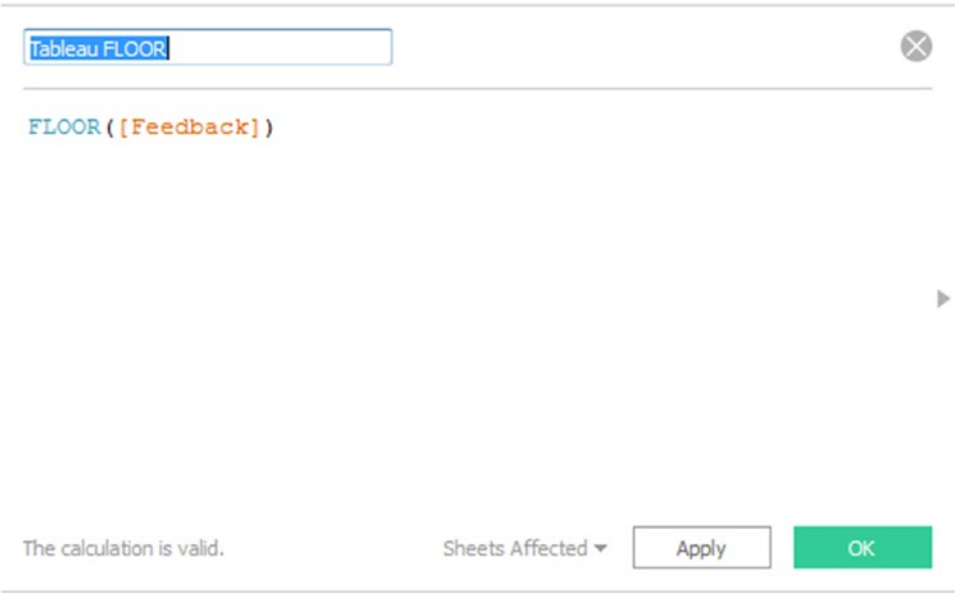 Tableau FLOOR
FLOOR([Feedback])
The calculation is valid.
Sheets Affected
Apply
OK